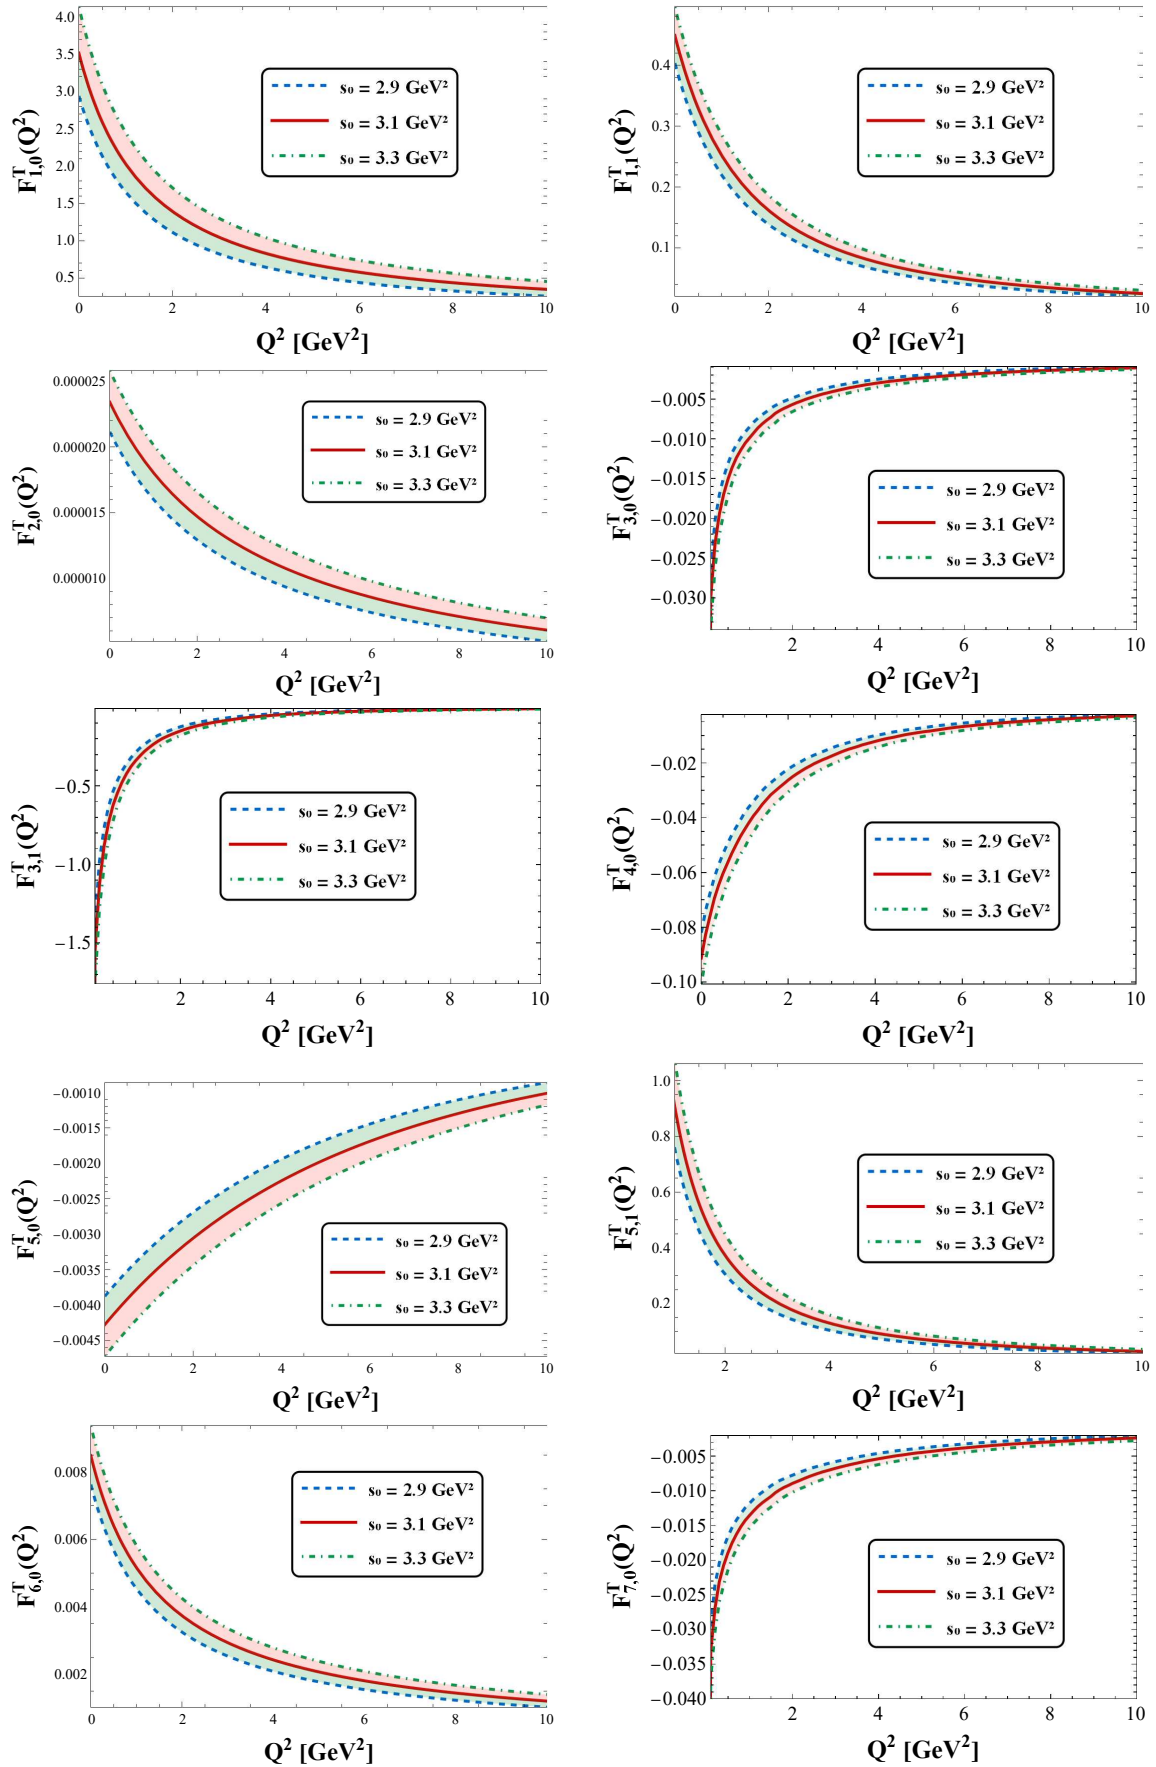 4.0
3.5
3.0
2.5
2.0
1.5
1.0
0.5
0 2 4 6 8 10
F^T_{1,0}(Q²)
Q² [GeV²]
s₀ = 2.9 GeV²
s₀ = 3.1 GeV²
s₀ = 3.3 GeV²
0.4
0.3
0.2
0.1
0 2 4 6 8 10
F^T_{1,1}(Q²)
Q² [GeV²]
s₀ = 2.9 GeV²
s₀ = 3.1 GeV²
s₀ = 3.3 GeV²
0.000025
0.000020
0.000015
0.000010
0 2 4 6 8 10
F^T_{2,0}(Q²)
Q² [GeV²]
s₀ = 2.9 GeV²
s₀ = 3.1 GeV²
s₀ = 3.3 GeV²
−0.005
−0.010
−0.015
−0.020
−0.025
−0.030
2 4 6 8 10
F^T_{3,0}(Q²)
Q² [GeV²]
s₀ = 2.9 GeV²
s₀ = 3.1 GeV²
s₀ = 3.3 GeV²
−0.5
−1.0
−1.5
2 4 6 8 10
F^T_{3,1}(Q²)
Q² [GeV²]
s₀ = 2.9 GeV²
s₀ = 3.1 GeV²
s₀ = 3.3 GeV²
−0.02
−0.04
−0.06
−0.08
−0.10
0 2 4 6 8 10
F^T_{4,0}(Q²)
Q² [GeV²]
s₀ = 2.9 GeV²
s₀ = 3.1 GeV²
s₀ = 3.3 GeV²
−0.0010
−0.0015
−0.0020
−0.0025
−0.0030
−0.0035
−0.0040
−0.0045
0 2 4 6 8 10
F^T_{5,0}(Q²)
Q² [GeV²]
s₀ = 2.9 GeV²
s₀ = 3.1 GeV²
s₀ = 3.3 GeV²
1.0
0.8
0.6
0.4
0.2
2 4 6 8 10
F^T_{5,1}(Q²)
Q² [GeV²]
s₀ = 2.9 GeV²
s₀ = 3.1 GeV²
s₀ = 3.3 GeV²
0.008
0.006
0.004
0.002
0 2 4 6 8 10
F^T_{6,0}(Q²)
Q² [GeV²]
s₀ = 2.9 GeV²
s₀ = 3.1 GeV²
s₀ = 3.3 GeV²
−0.005
−0.010
−0.015
−0.020
−0.025
−0.030
−0.035
−0.040
2 4 6 8 10
F^T_{7,0}(Q²)
Q² [GeV²]
s₀ = 2.9 GeV²
s₀ = 3.1 GeV²
s₀ = 3.3 GeV²